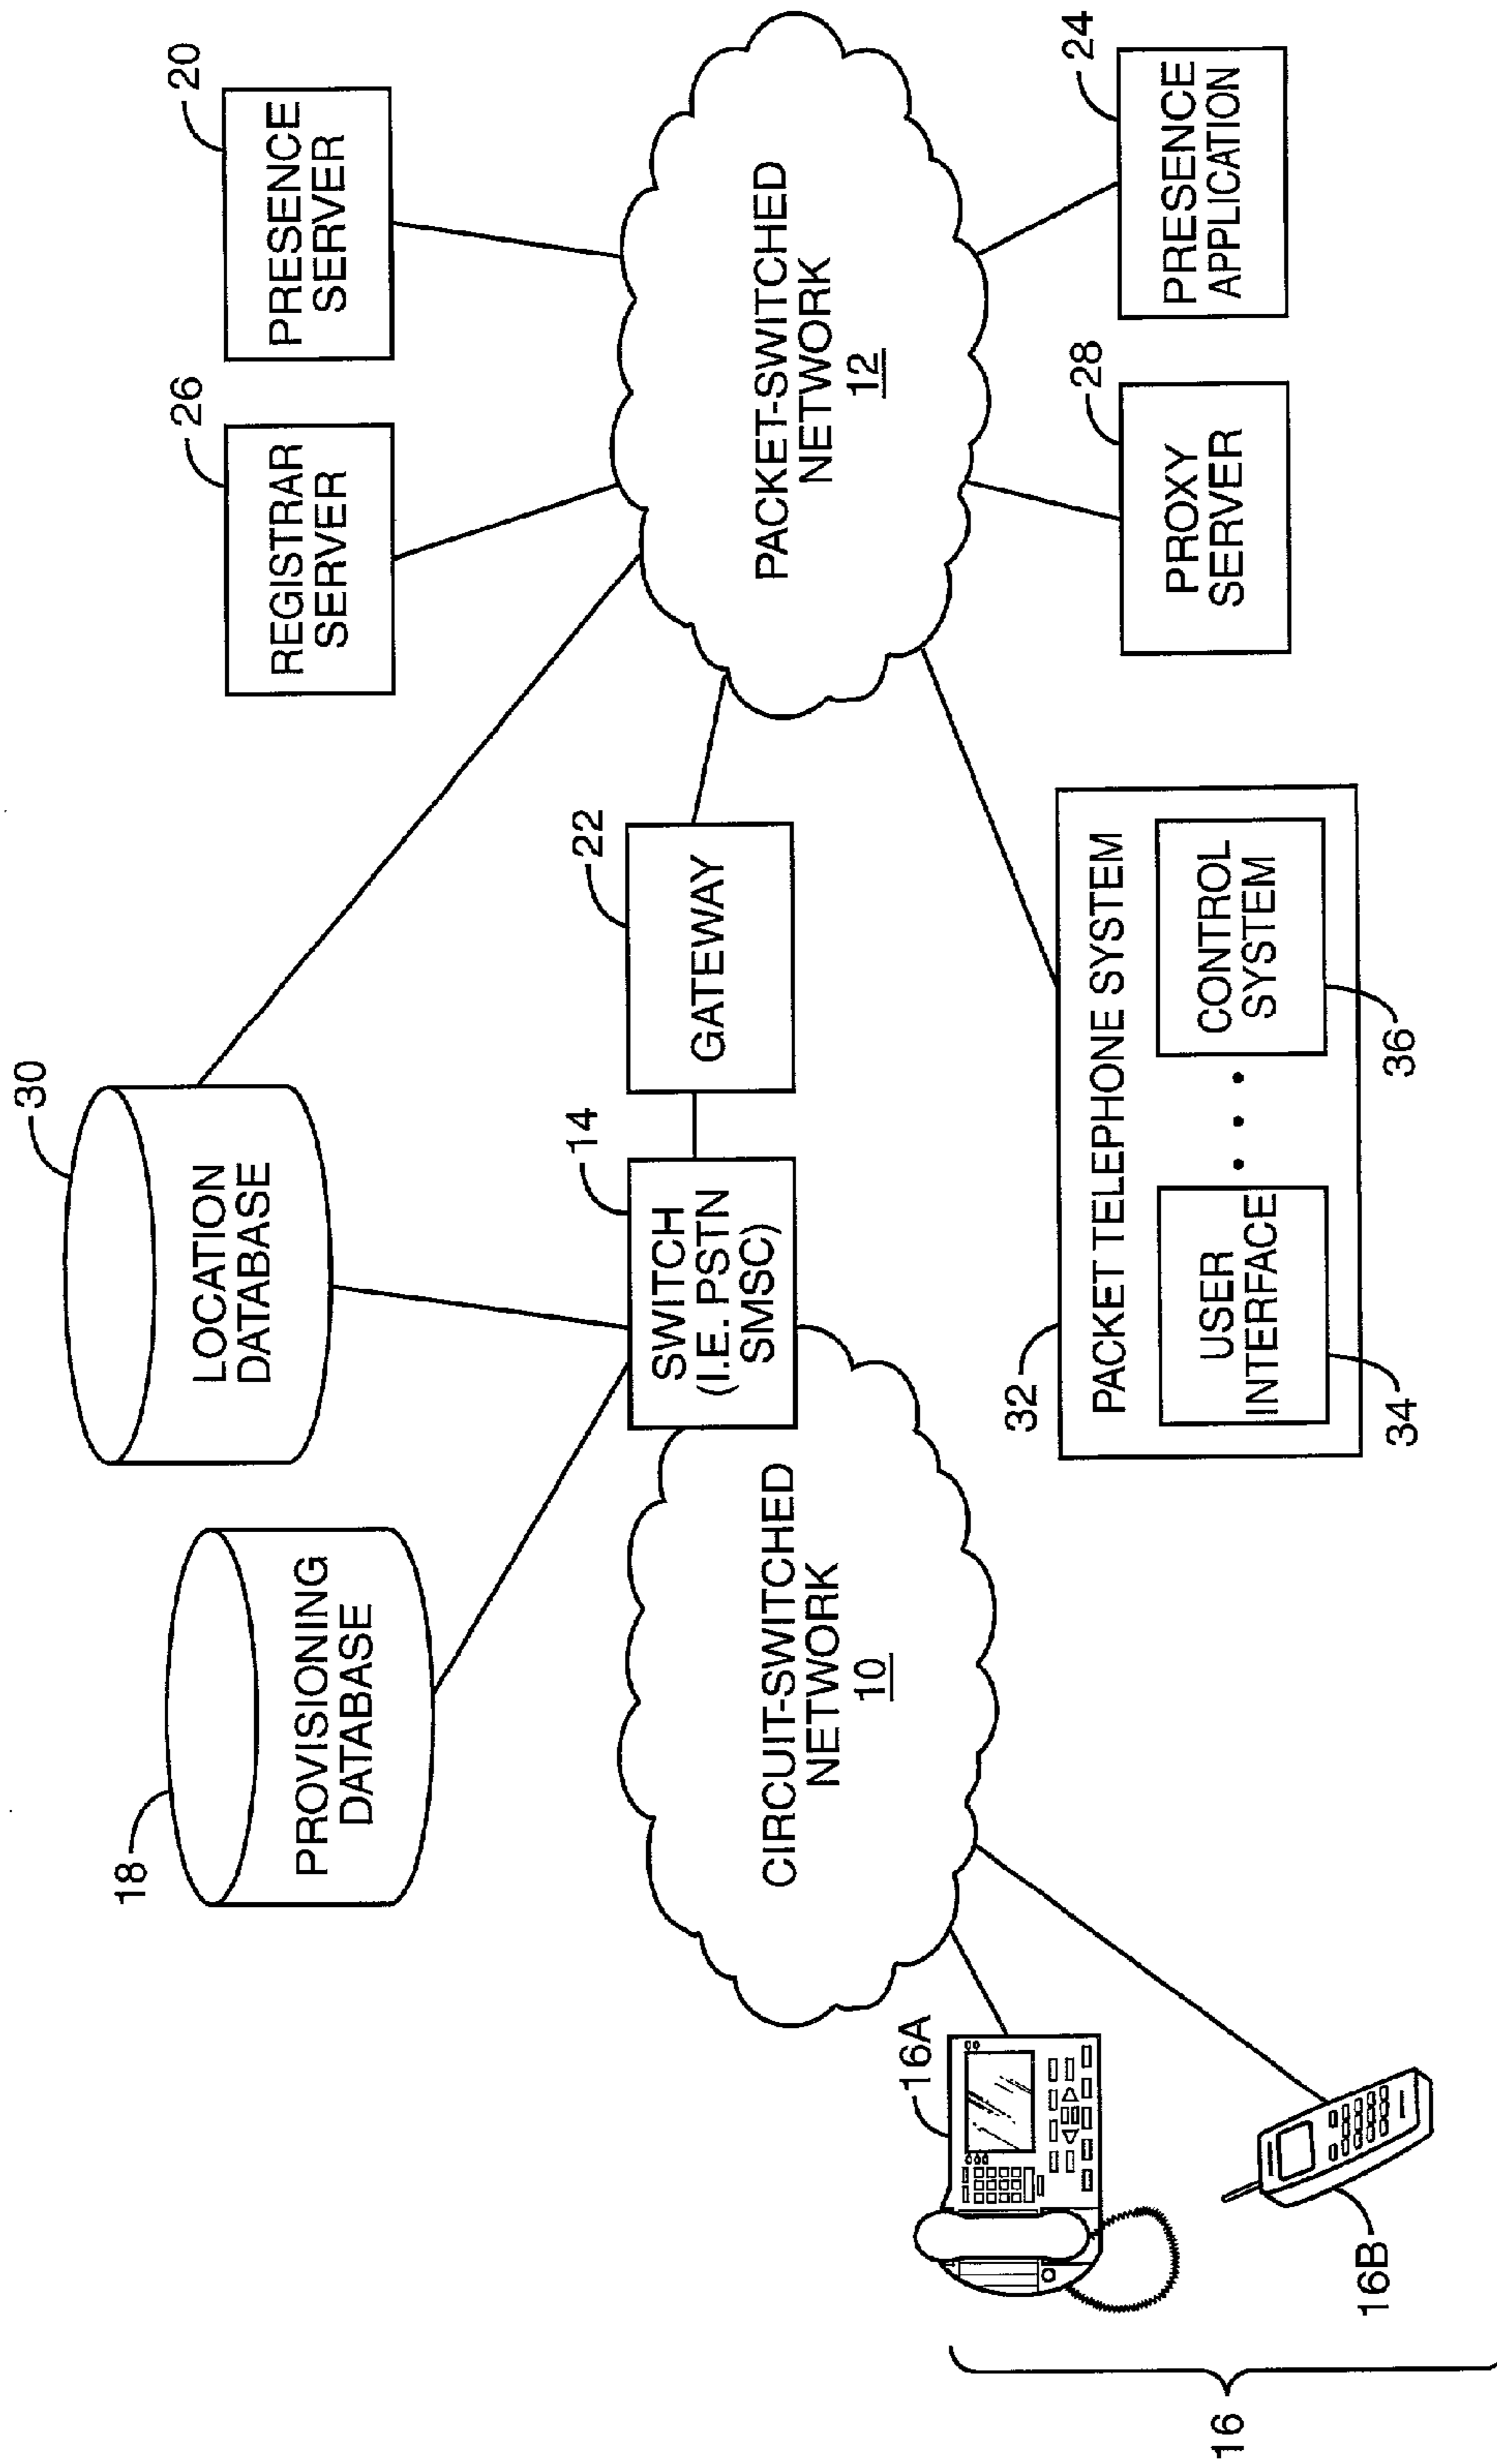 30
LOCATION
DATABASE
18
PROVISIONING
DATABASE
26
REGISTRAR
SERVER
20
PRESENCE
SERVER
14
SWITCH
(I.E. PSTN
SMSC)
22
GATEWAY
CIRCUIT-SWITCHED
NETWORK
10
PACKET-SWITCHED
NETWORK
12
16A
16B
16
32
PACKET TELEPHONE SYSTEM
USER
INTERFACE
34
CONTROL
SYSTEM
36
28
PROXY
SERVER
24
PRESENCE
APPLICATION